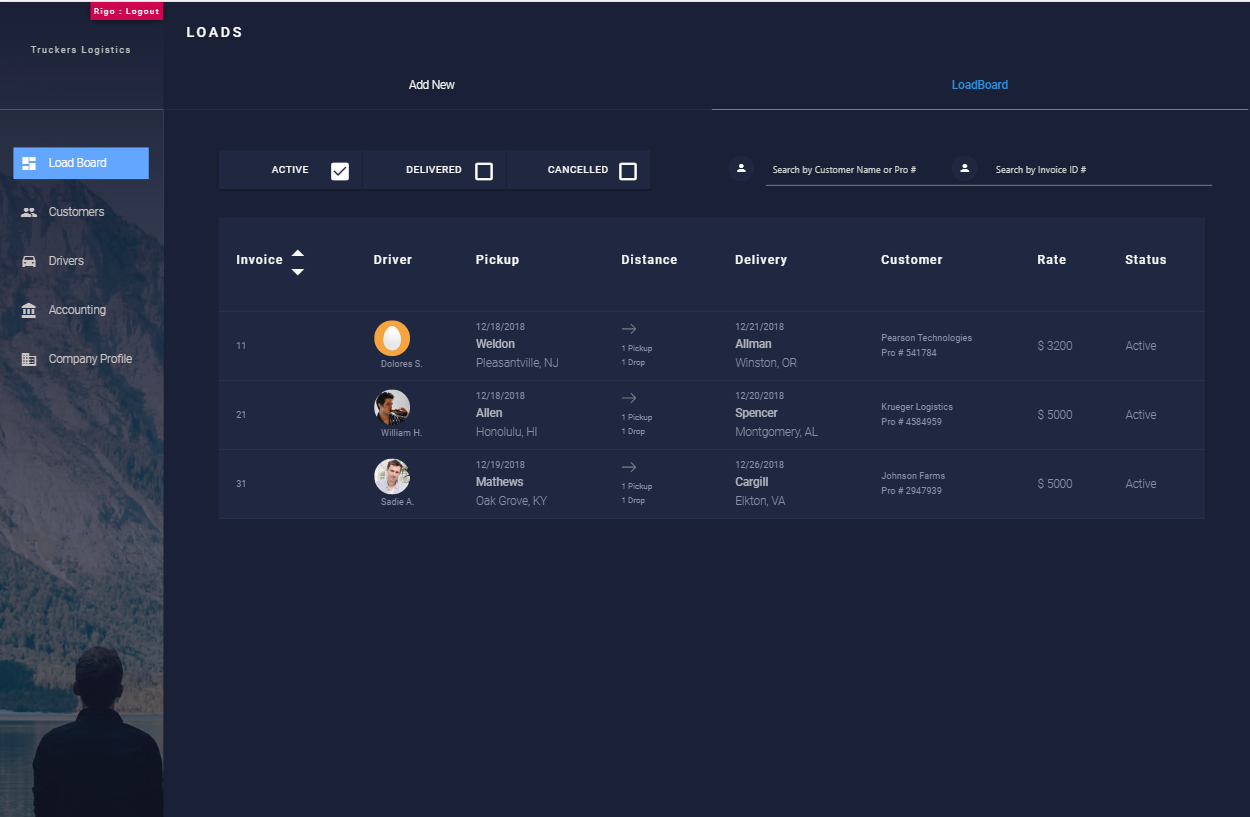 Rigo : Logout
Truckers Logistics
LOADS
Add New
LoadBoard
Load Board
Customers
Drivers
Accounting
Company Profile
ACTIVE
DELIVERED
CANCELLED
Search by Customer Name or Pro #
Search by Invoice ID #
Invoice Driver Pickup Distance Delivery Customer Rate Status
11
Dolores S.
12/18/2018
Weldon
Pleasantville, NJ
1 Pickup
1 Drop
12/21/2018
Allman
Winston, OR
Pearson Technologies
Pro # 541784
$ 3200
Active
21
William H.
12/18/2018
Allen
Honolulu, HI
1 Pickup
1 Drop
12/20/2018
Spencer
Montgomery, AL
Krueger Logistics
Pro # 4584959
$ 5000
Active
31
Sadie A.
12/19/2018
Mathews
Oak Grove, KY
1 Pickup
1 Drop
12/26/2018
Cargill
Elkton, VA
Johnson Farms
Pro # 2947939
$ 5000
Active